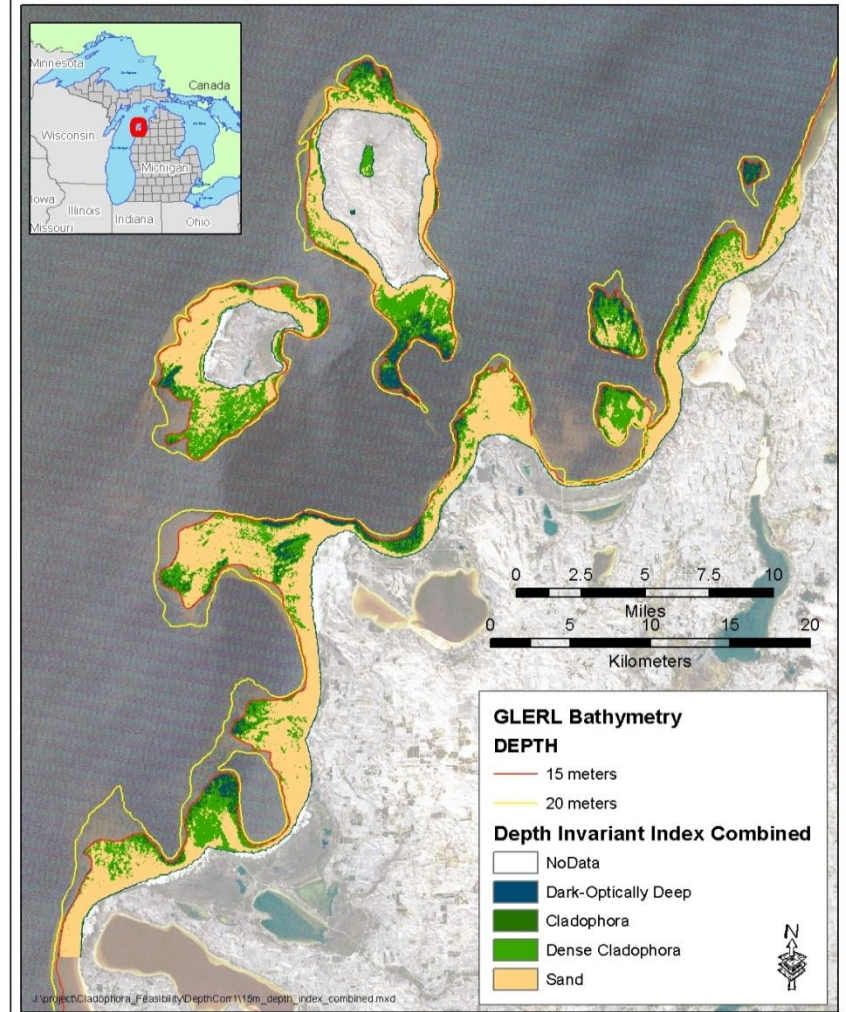 Minnesota
Canada
Wisconsin
Michigan
Iowa
Illinois
Indiana
Ohio
Missouri
0 2.5 5 7.5 10
Miles
0 5 10 15 20
Kilometers
GLERL Bathymetry
DEPTH
15 meters
20 meters
Depth Invariant Index Combined
NoData
Dark-Optically Deep
Cladophora
Dense Cladophora
Sand
N
J:\project\Cladophora_Feasibility\DepthCorr1\15m_depth_index_combined.mxd